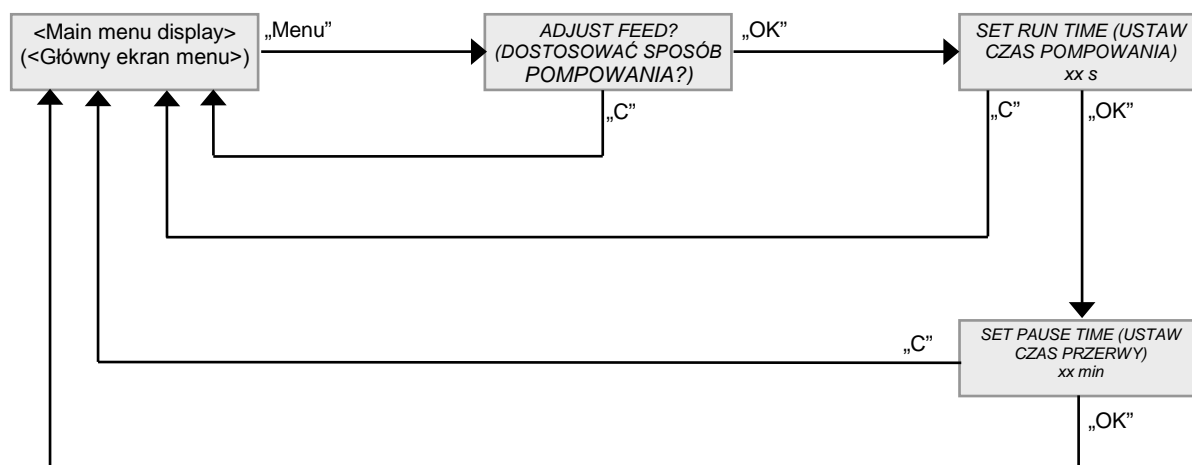 <Main menu display>
(<Główny ekran menu>)
„Menu”
ADJUST FEED?
(DOSTOSOWAĆ SPOSÓB
POMPOWANIA?)
„OK”
SET RUN TIME (USTAW
CZAS POMPOWANIA)
xx s
„C”
„C”
„OK”
SET PAUSE TIME (USTAW
CZAS PRZERWY)
xx min
„C”
„OK”